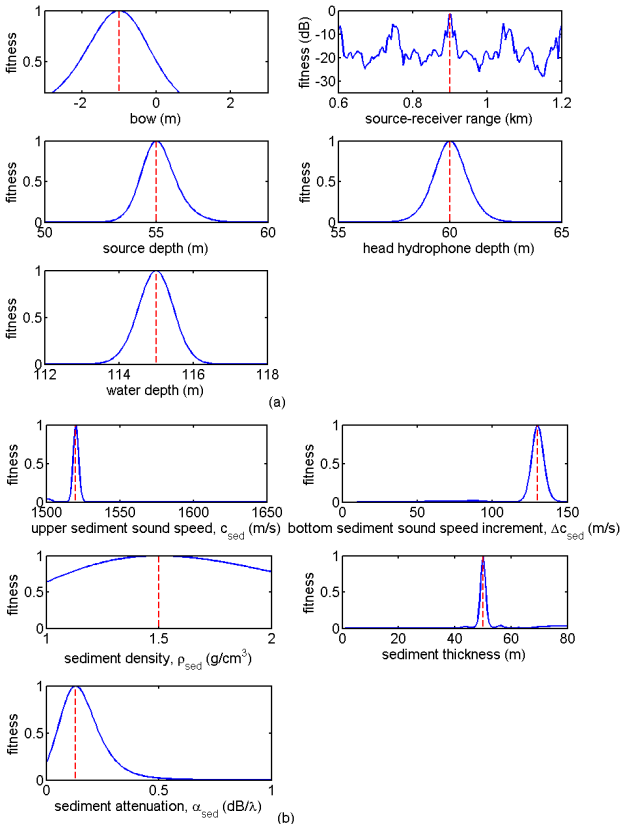 fitness
1
0.5
-2 0 2
bow (m)
fitness (dB)
0
-10
-20
-30
0.6 0.8 1 1.2
source-receiver range (km)
fitness
1
0.5
0
50 55 60
source depth (m)
fitness
1
0.5
0
55 60 65
head hydrophone depth (m)
fitness
1
0.5
0
112 114 116 118
water depth (m)
(a)
fitness
1
0.5
0
1500 1550 1600 1650
upper sediment sound speed, c_sed (m/s)
fitness
1
0.5
0
0 50 100 150
bottom sediment sound speed increment, Δc_sed (m/s)
fitness
1
0.5
0
1 1.5 2
sediment density, ρ_sed (g/cm³)
fitness
1
0.5
0
0 20 40 60 80
sediment thickness (m)
fitness
1
0.5
0
0 0.5 1
sediment attenuation, α_sed (dB/λ)
(b)